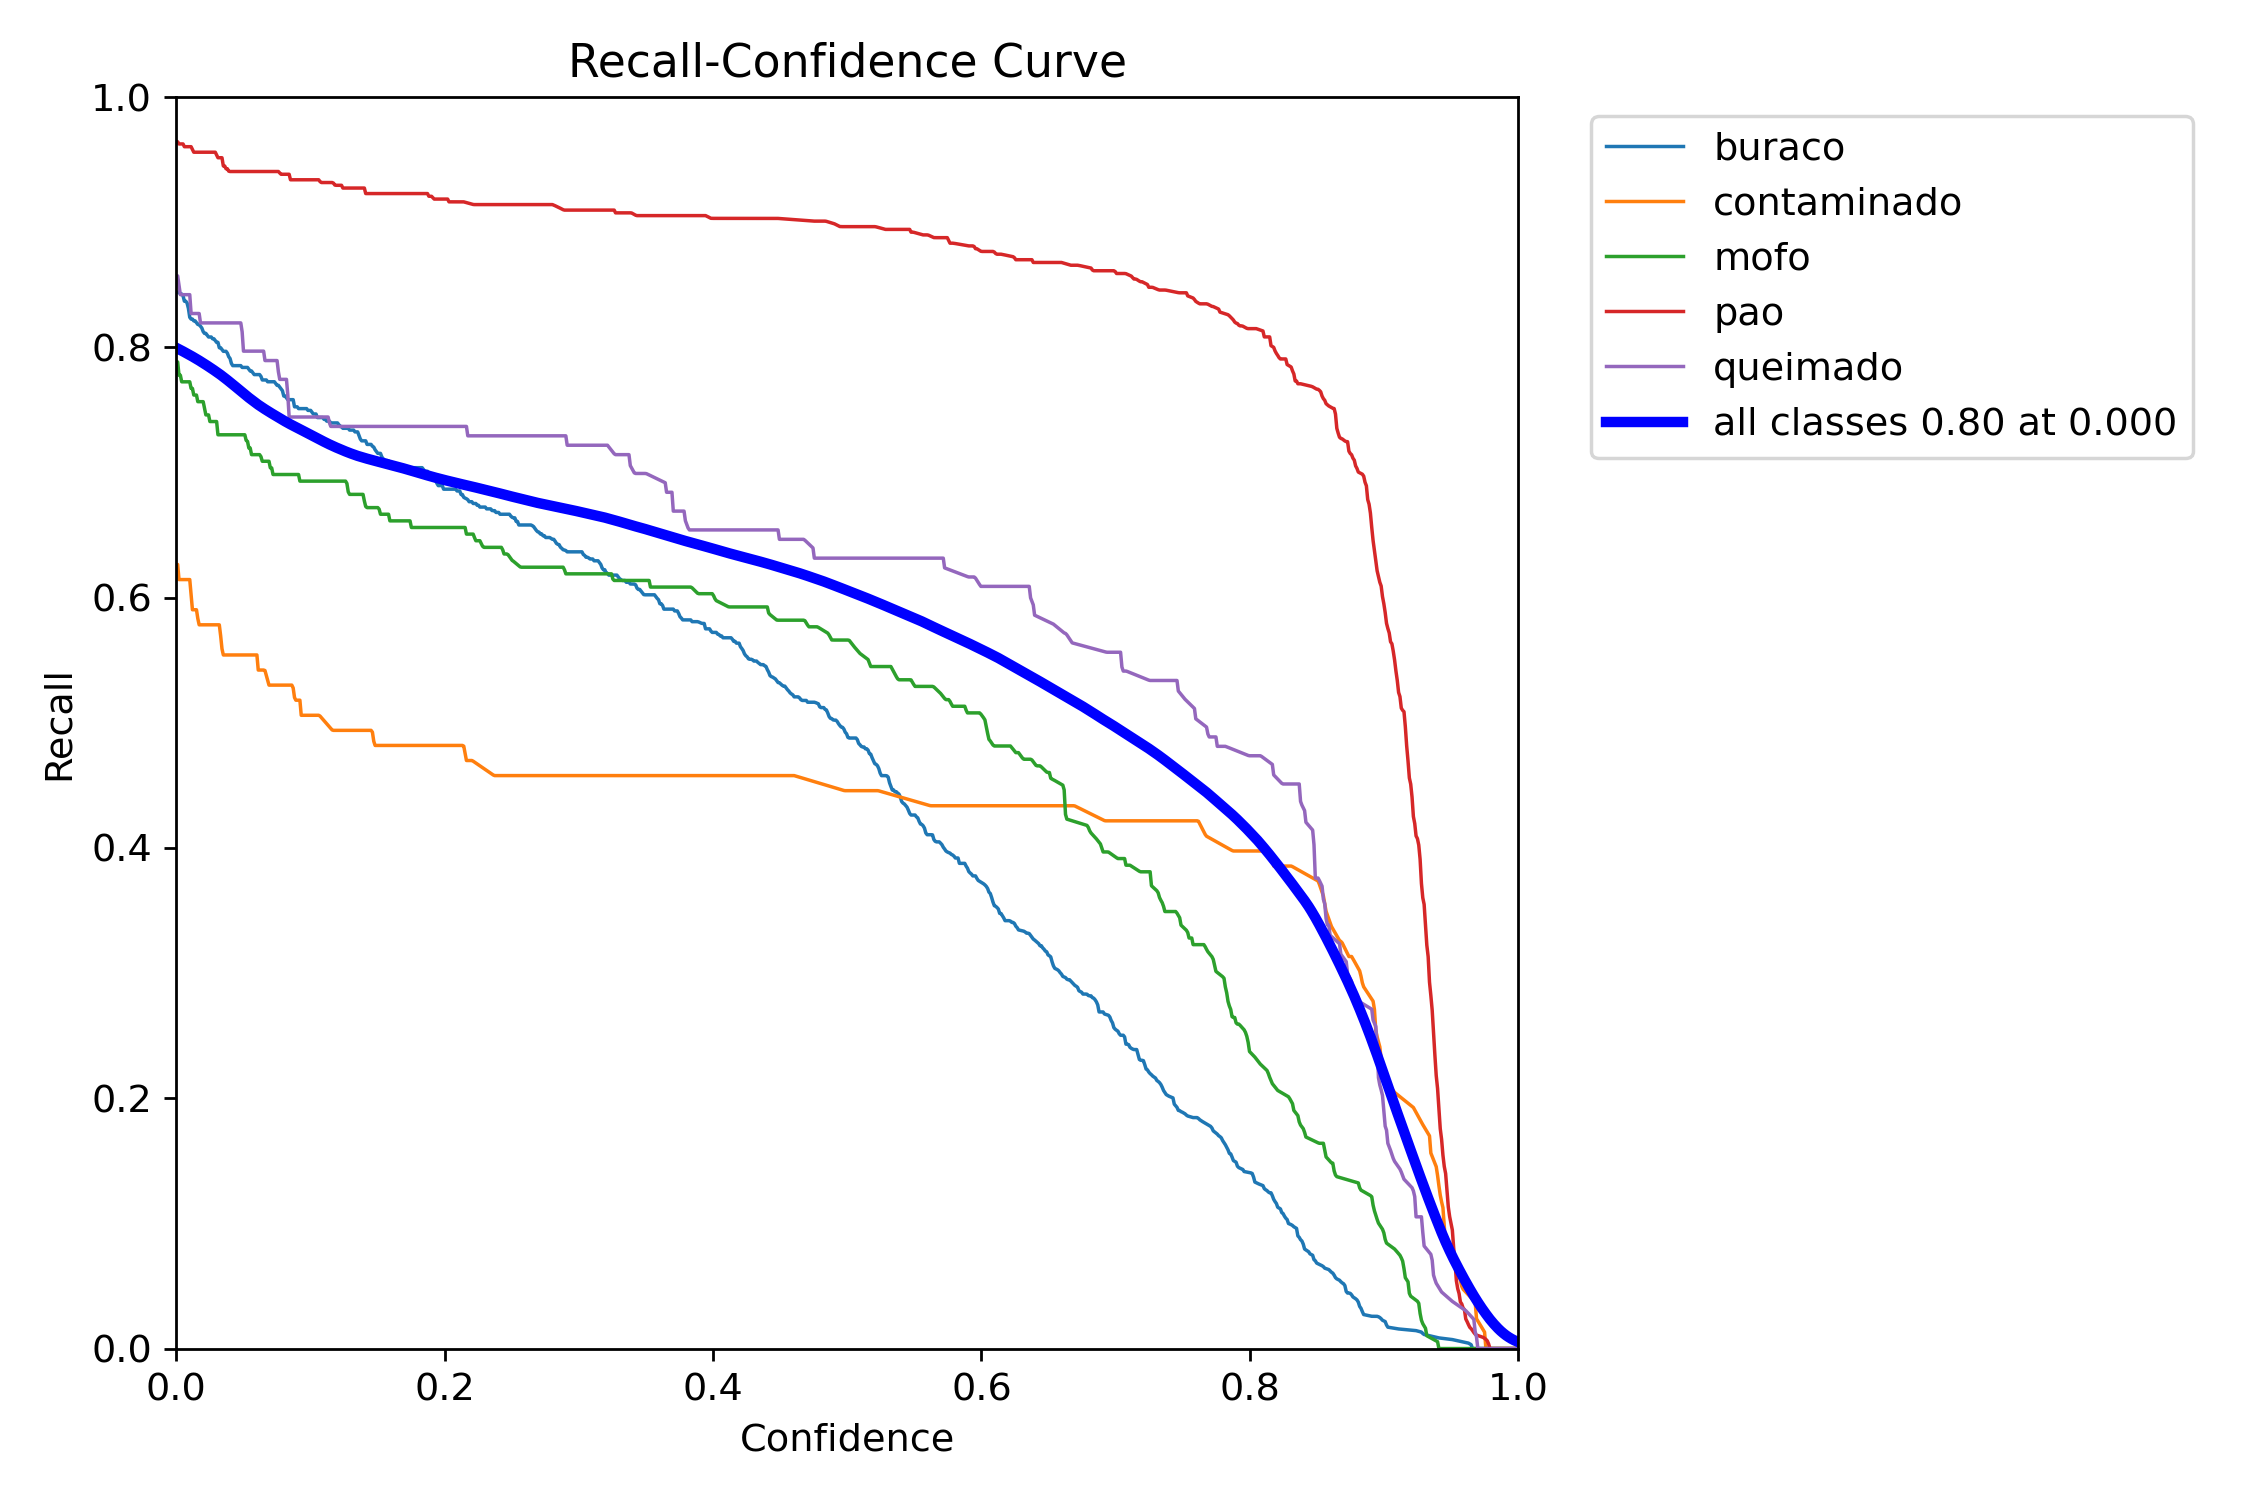 Recall-Confidence Curve
1.0
0.8
0.6
0.4
0.2
0.0
Recall
0.0 0.2 0.4 0.6 0.8 1.0
Confidence
buraco
contaminado
mofo
pao
queimado
all classes 0.80 at 0.000